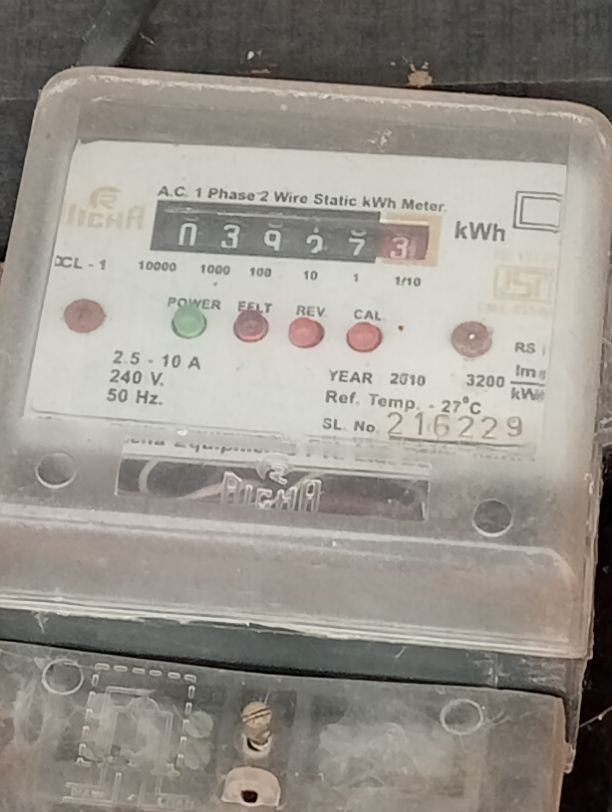 A.C. 1 Phase 2 Wire Static kWh Meter.
0 3 9 2 7 3 kWh
CL - 1 10000 1000 100 10 1 1/10
ISI
POWER EFLT REV. CAL.
2.5 - 10 A
240 V.
50 Hz.
RS
YEAR 2010 3200
Ref. Temp. - 27°C
SL. No. 216229